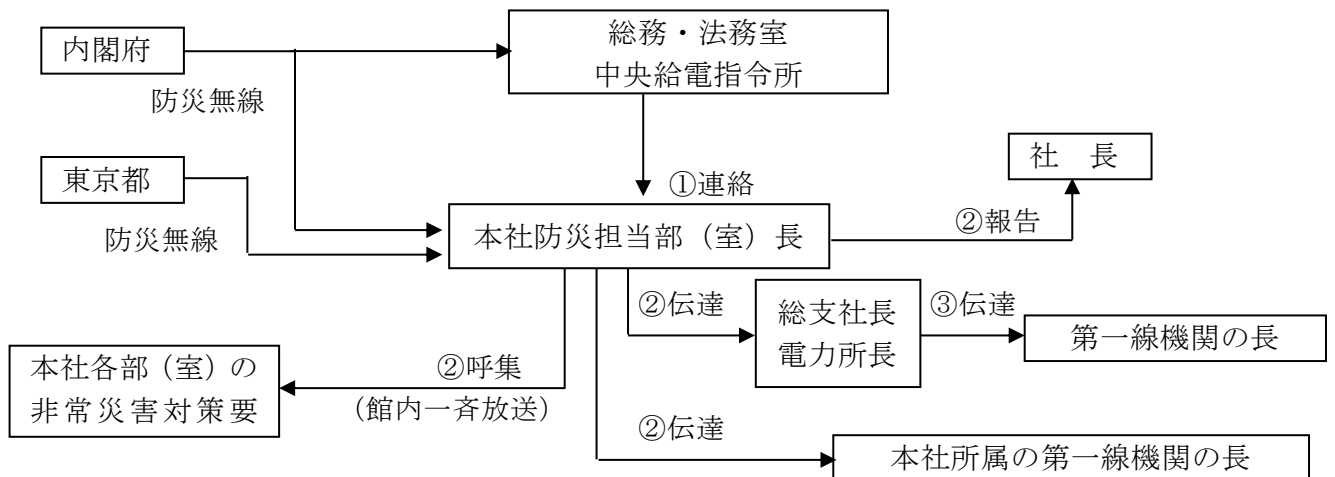 内閣府
総務・法務室
中央給電指令所
防災無線
社　長
東京都
①連絡
防災無線
本社防災担当部（室）長
②報告
②伝達
総支社長
電力所長
③伝達
第一線機関の長
本社各部（室）の
非常災害対策要
②呼集
（館内一斉放送）
②伝達
本社所属の第一線機関の長